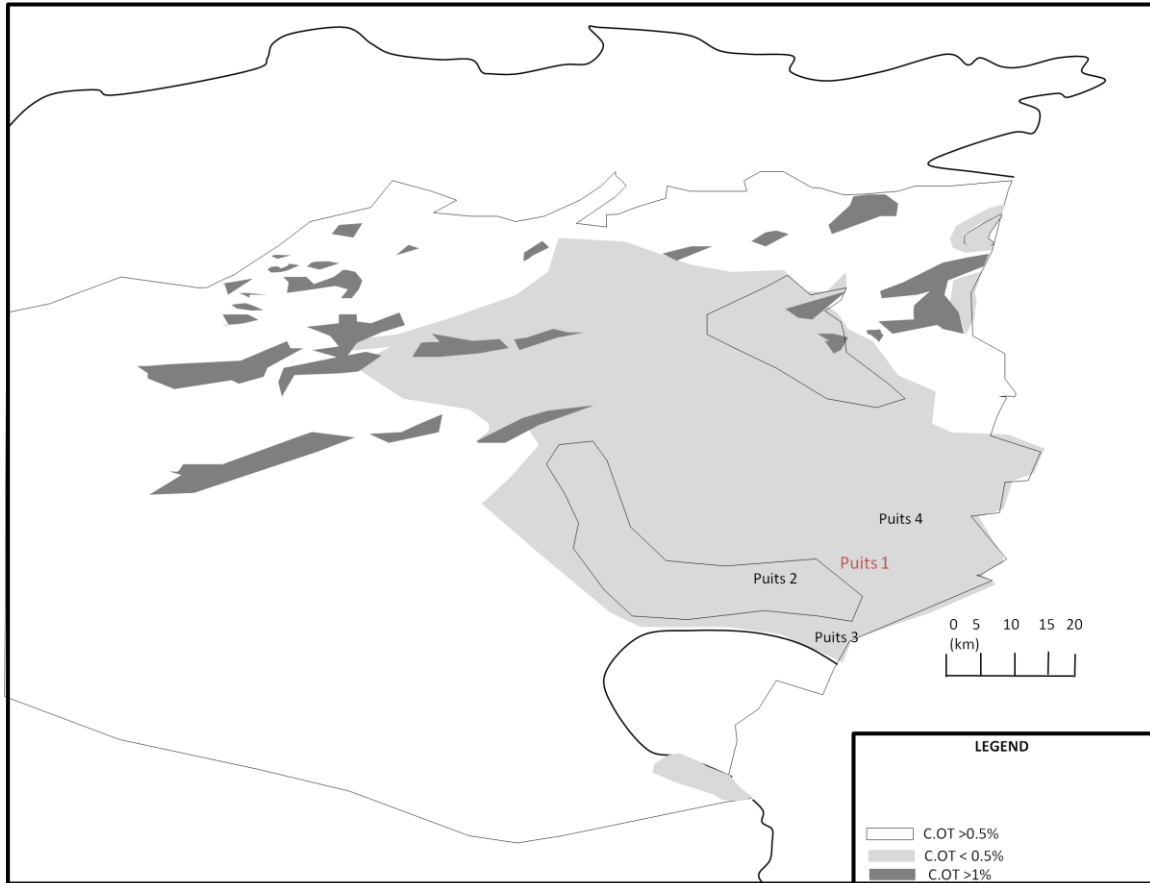 Puits 4
Puits 1
Puits 2
Puits 3
0 5 10 15 20
(km)
LEGEND
C.OT >0.5%
C.OT < 0.5%
C.OT >1%